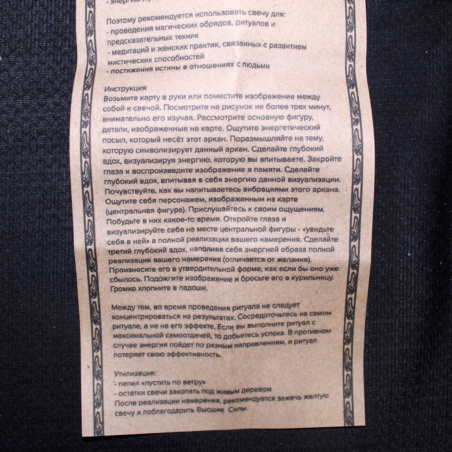 Поэтому рекомендуется использовать свечу для:
- проведения магических обрядов, ритуалов и
предсказательных техник
- медитаций и женских практик, связанных с развитием
мистических способностей
- постижения истины в отношениях с людьми
Инструкция
Возьмите карту в руки или поместите изображение между
собой и свечой. Посмотрите на рисунок не более трех минут,
внимательно его изучая. Рассмотрите основную фигуру,
детали, изображенные на карте. Ощутите энергетический
посыл, который несёт этот аркан. Поразмышляйте на тему,
которую символизирует данный аркан. Сделайте глубокий
вдох, визуализируя энергию, которую вы впитываете. Закройте
глаза и воспроизведите изображение в памяти. Сделайте
глубокий вдох, впитывая в себя энергию данной визуализации.
Почувствуйте, как вы напитываетесь вибрациями этого аркана.
Ощутите себя персонажем, изображенным на карте
(центральная фигура). Прислушайтесь к своим ощущениям.
Побудьте в них какое-то время. Откройте глаза и
визуализируйте себя на месте центральной фигуры - «увидьте
себя в ней» в полной реализации вашего намерения. Сделайте
третий глубокий вдох, наполняя себя энергией образа полной
реализации вашего намерения (отличается от желания).
Произнесите его в утвердительной форме, как если бы оно уже
сбылось. Подожгите изображение и бросьте его в курильницу.
Громко хлопните в ладоши.
Между тем, во время проведения ритуала не следует
концентрироваться на результатах. Сосредоточьтесь на самом
ритуале, а не на его эффекте. Если вы выполните ритуал с
максимальной самоотдачей, то добьетесь успеха. В противном
случае энергия пойдет по разным направлениям, и ритуал
потеряет свою эффективность.
Утилизация:
- пепел «пустить по ветру»
- остатки свечи закопать под живым деревом
После реализации намерения, рекомендуется зажечь желтую
свечу и поблагодарить Высшие Силы.